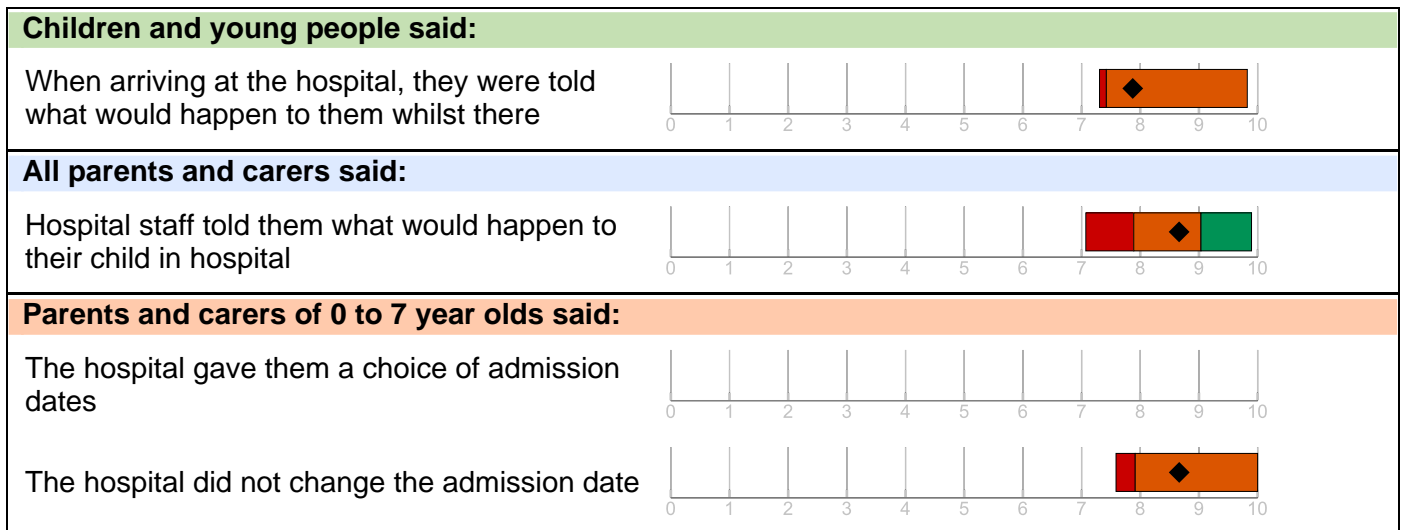 Children and young people said:
When arriving at the hospital, they were told
what would happen to them whilst there
0 1 2 3 4 5 6 7 8 9 10
All parents and carers said:
Hospital staff told them what would happen to
their child in hospital
0 1 2 3 4 5 6 7 8 9 10
Parents and carers of 0 to 7 year olds said:
The hospital gave them a choice of admission
dates
0 1 2 3 4 5 6 7 8 9 10
The hospital did not change the admission date
0 1 2 3 4 5 6 7 8 9 10